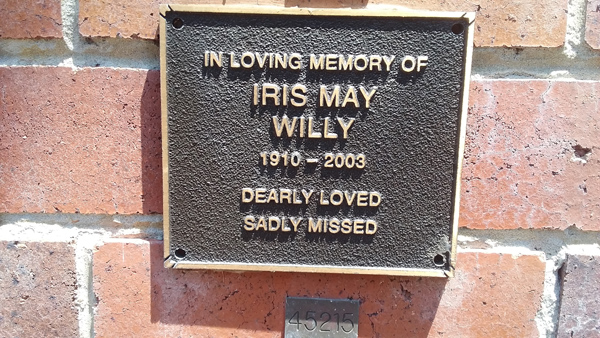 IN LOVING MEMORY OF
IRIS MAY
WILLY
1910 – 2003
DEARLY LOVED
SADLY MISSED
45215